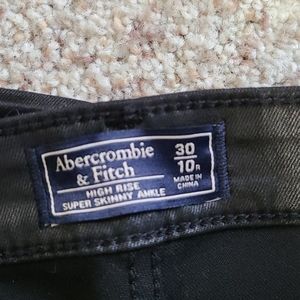 Abercrombie
& Fitch
HIGH RISE
SUPER SKINNY ANKLE
30
10R
MADE IN
CHINA